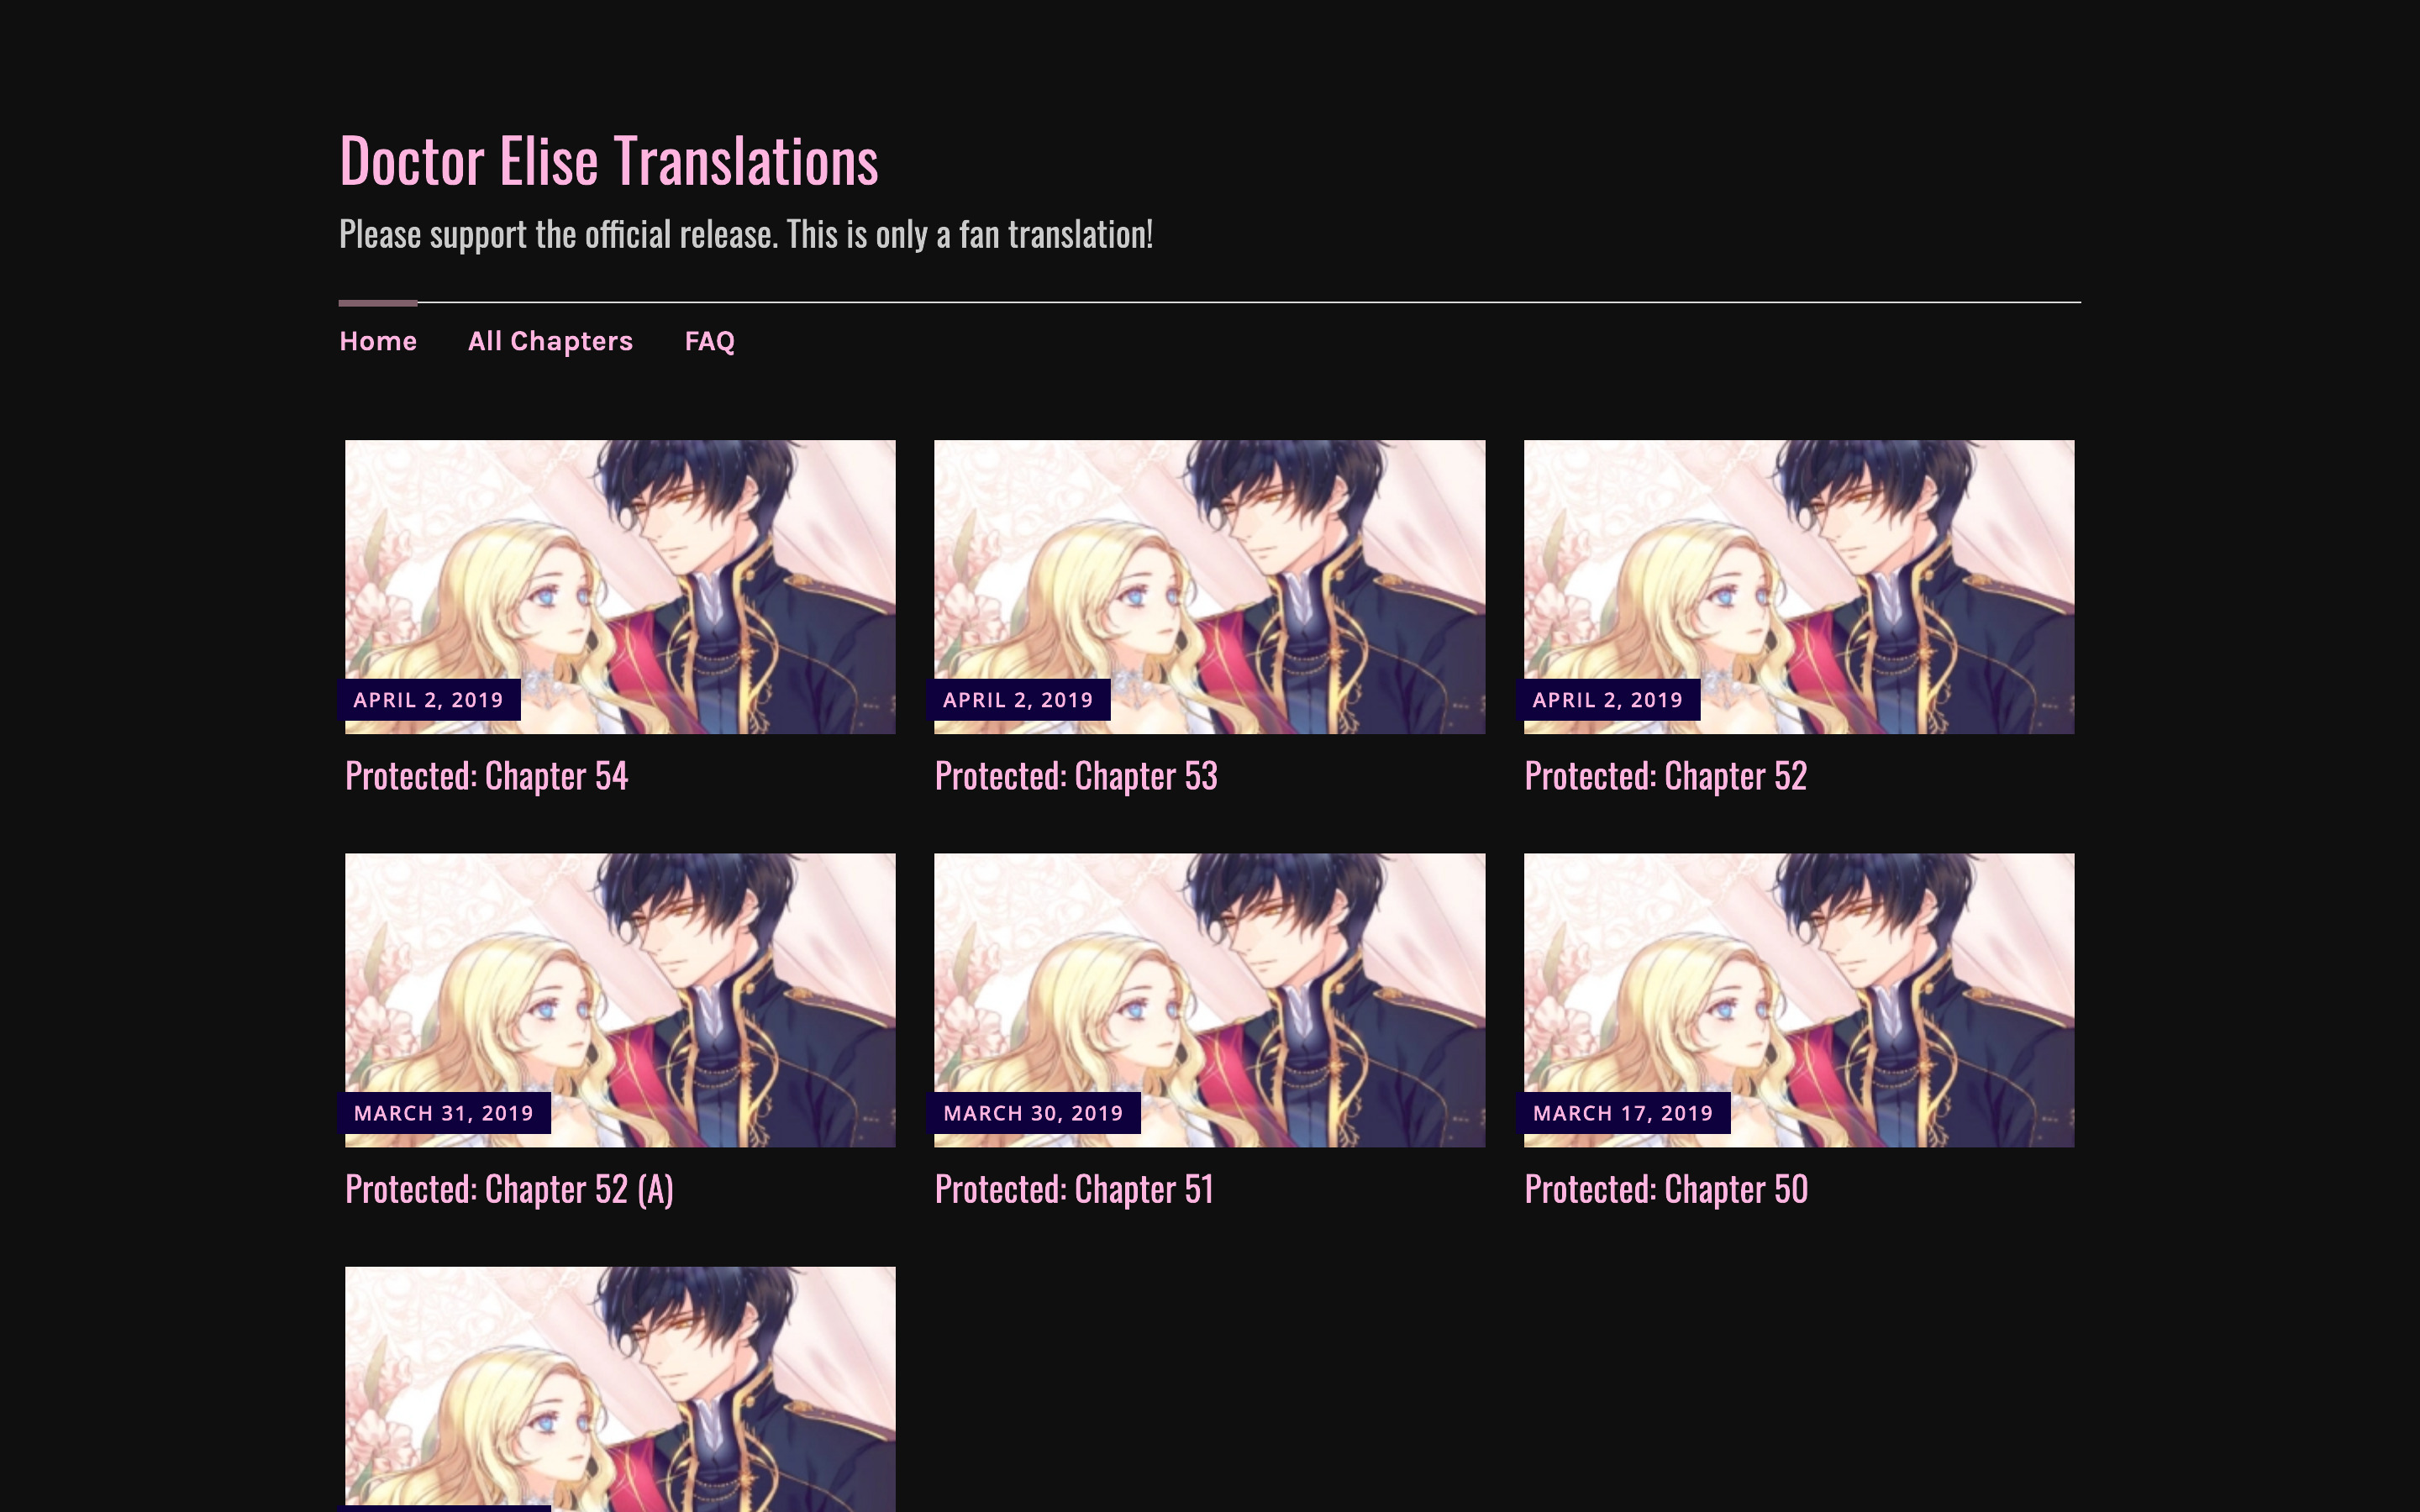 Doctor Elise Translations
Please support the official release. This is only a fan translation!
Home All Chapters FAQ
APRIL 2, 2019 APRIL 2, 2019 APRIL 2, 2019
Protected: Chapter 54 Protected: Chapter 53 Protected: Chapter 52
MARCH 31, 2019 MARCH 30, 2019 MARCH 17, 2019
Protected: Chapter 52 (A) Protected: Chapter 51 Protected: Chapter 50